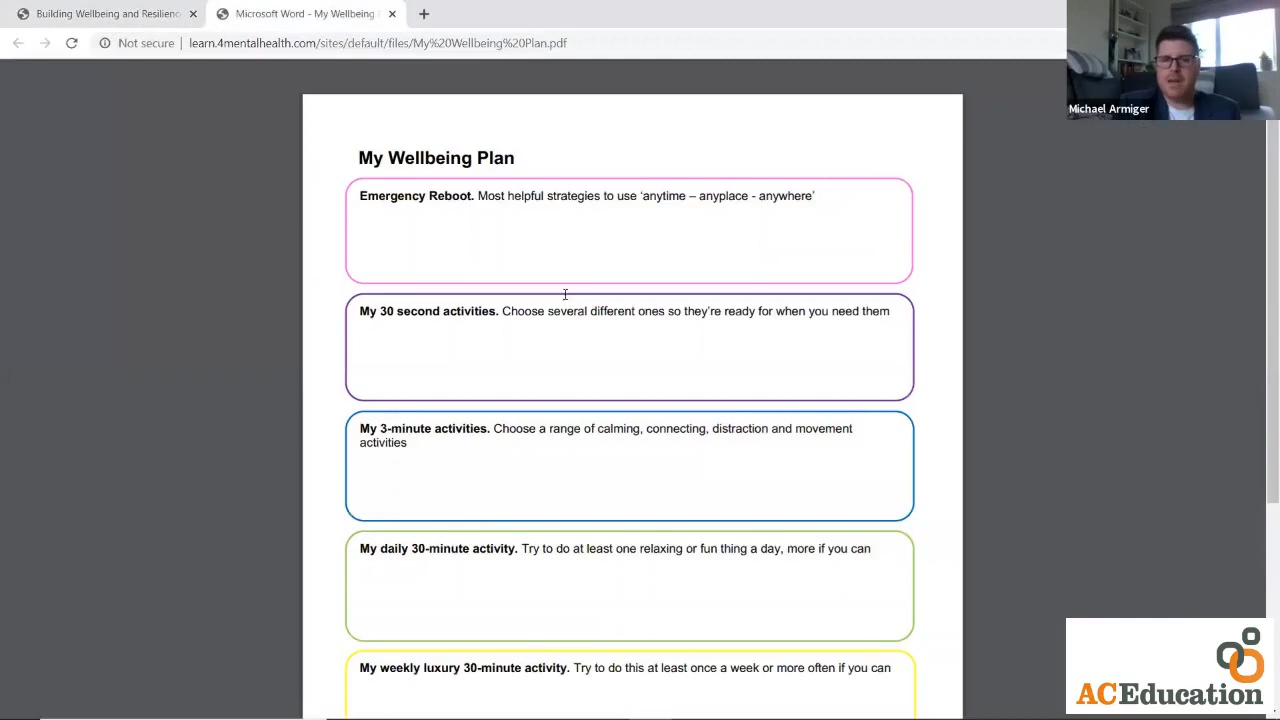 Building Wellbeing and Resilienc
Microsoft Word - My Wellbeing
Not secure
learn.4mentalhealth.com/sites/default/files/My%20Wellbeing%20Plan.pdf
Michael Armiger
My Wellbeing Plan
Emergency Reboot. Most helpful strategies to use ‘anytime – anyplace - anywhere’
My 30 second activities. Choose several different ones so they’re ready for when you need them
My 3-minute activities. Choose a range of calming, connecting, distraction and movement
activities
My daily 30-minute activity. Try to do at least one relaxing or fun thing a day, more if you can
My weekly luxury 30-minute activity. Try to do this at least once a week or more often if you can
ACEducation